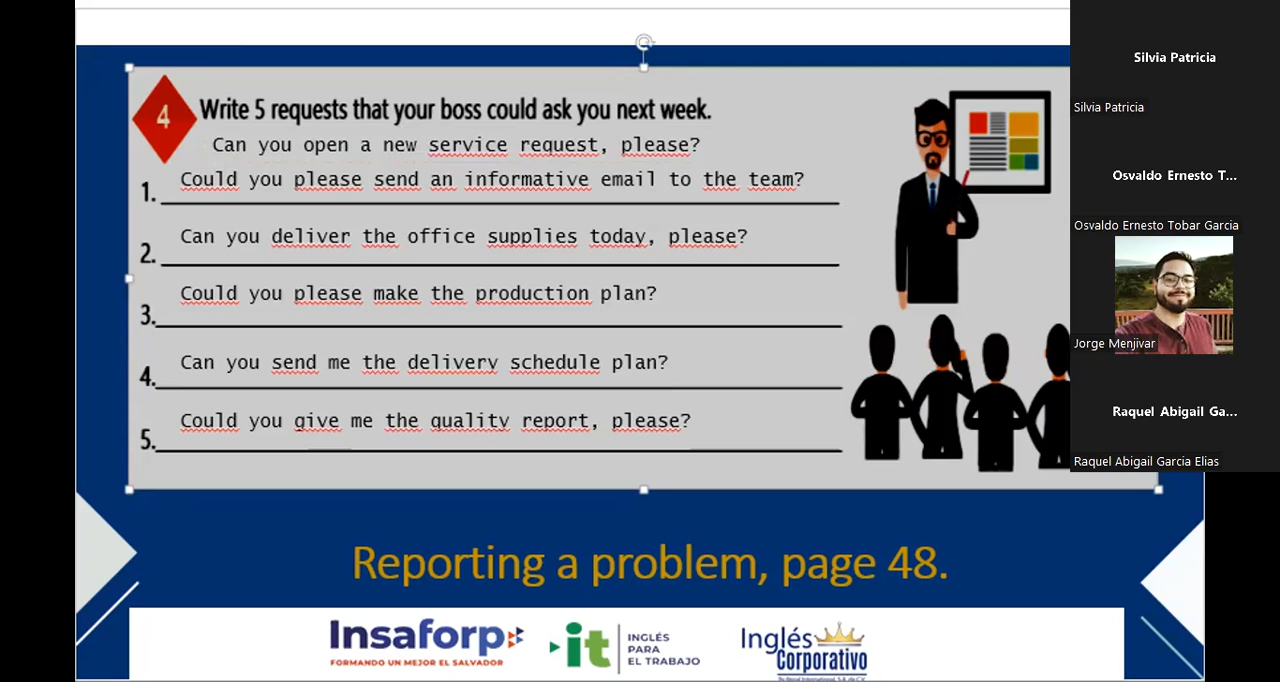 4
Write 5 requests that your boss could ask you next week.
Can you open a new service request, please?
1. Could you please send an informative email to the team?
2. Can you deliver the office supplies today, please?
3. Could you please make the production plan?
4. Can you send me the delivery schedule plan?
5. Could you give me the quality report, please?
Reporting a problem, page 48.
Insaforp
FORMANDO UN MEJOR EL SALVADOR
it
INGLÉS
PARA
EL TRABAJO
Inglés
Corporativo
Silvia Patricia
Silvia Patricia
Osvaldo Ernesto T...
Osvaldo Ernesto Tobar Garcia
Jorge Menjivar
Raquel Abigail Ga...
Raquel Abigail Garcia Elias